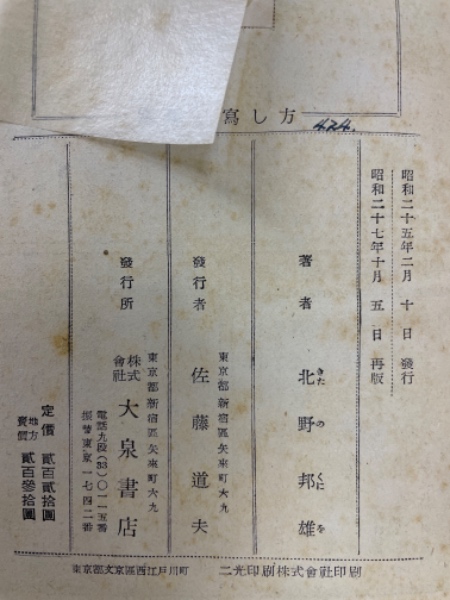 寫し方
424.
昭和二十五年二月十日發行
昭和二十七年十月五日再版
著者 北野邦雄
きたのくにを
東京都新宿區矢來町六九
發行者 佐藤道夫
東京都新宿區矢來町六九
發行所 株式會社 大泉書店
電話九段(33)〇一一五番
振替東京一七四二番
定價 貳百貳拾圓
地方賣價 貳百參拾圓
東京都文京區西江戸川町 二光印刷株式會社印刷